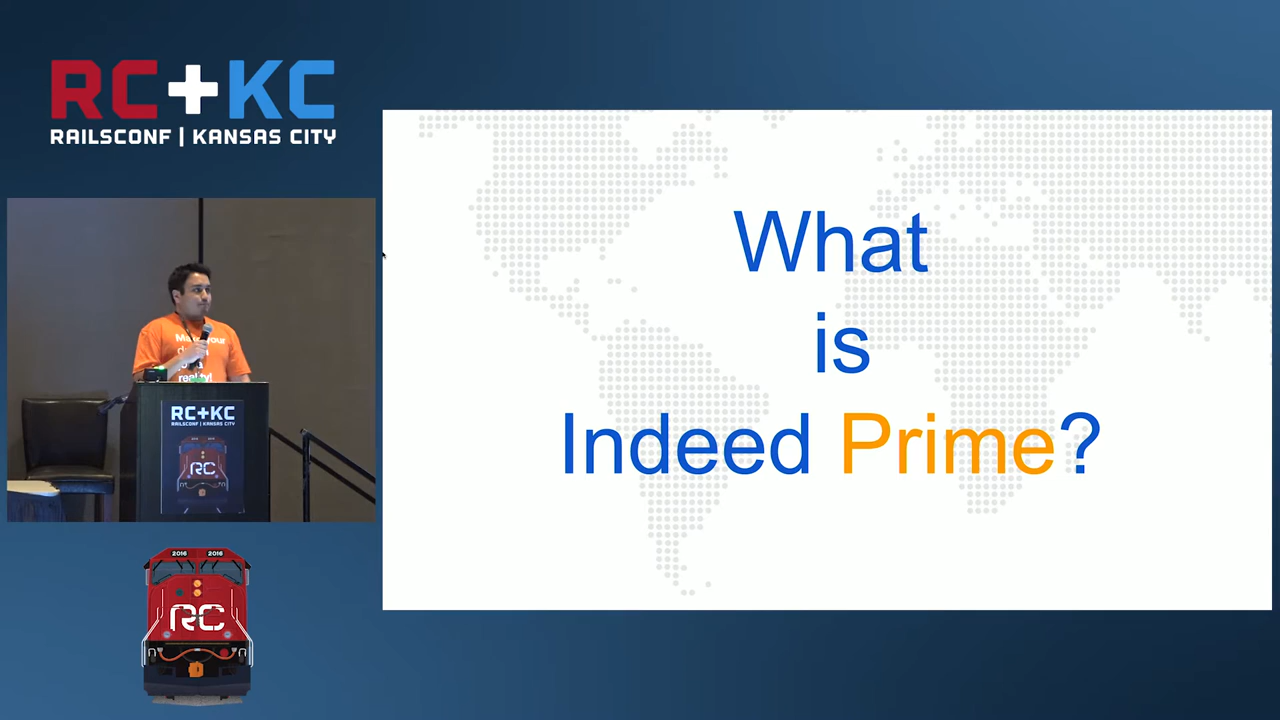 RC+KC
RAILSCONF | KANSAS CITY
What
is
Indeed Prime?
RC+KC
RAILSCONF | KANSAS CITY
RC
2016 2016
RC